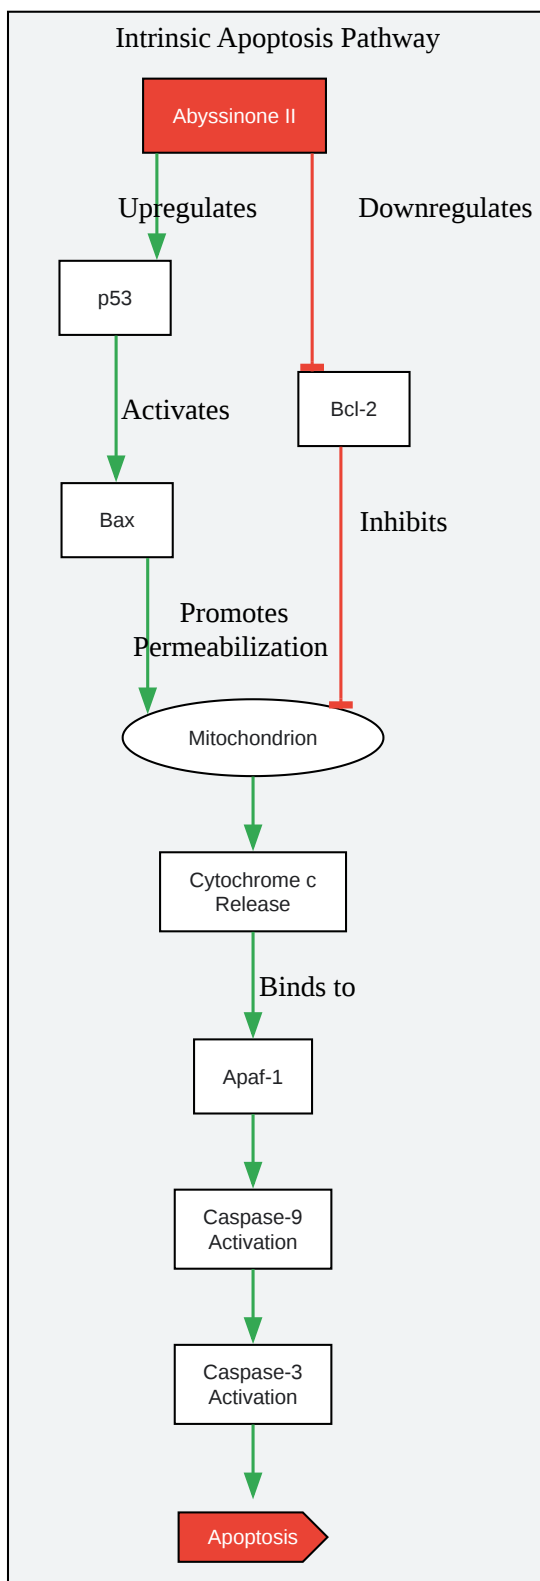 Intrinsic Apoptosis Pathway
Abyssinone II
Upregulates
Downregulates
p53
Bcl-2
Activates
Bax
Inhibits
Promotes
Permeabilization
Mitochondrion
Cytochrome c
Release
Binds to
Apaf-1
Caspase-9
Activation
Caspase-3
Activation
Apoptosis